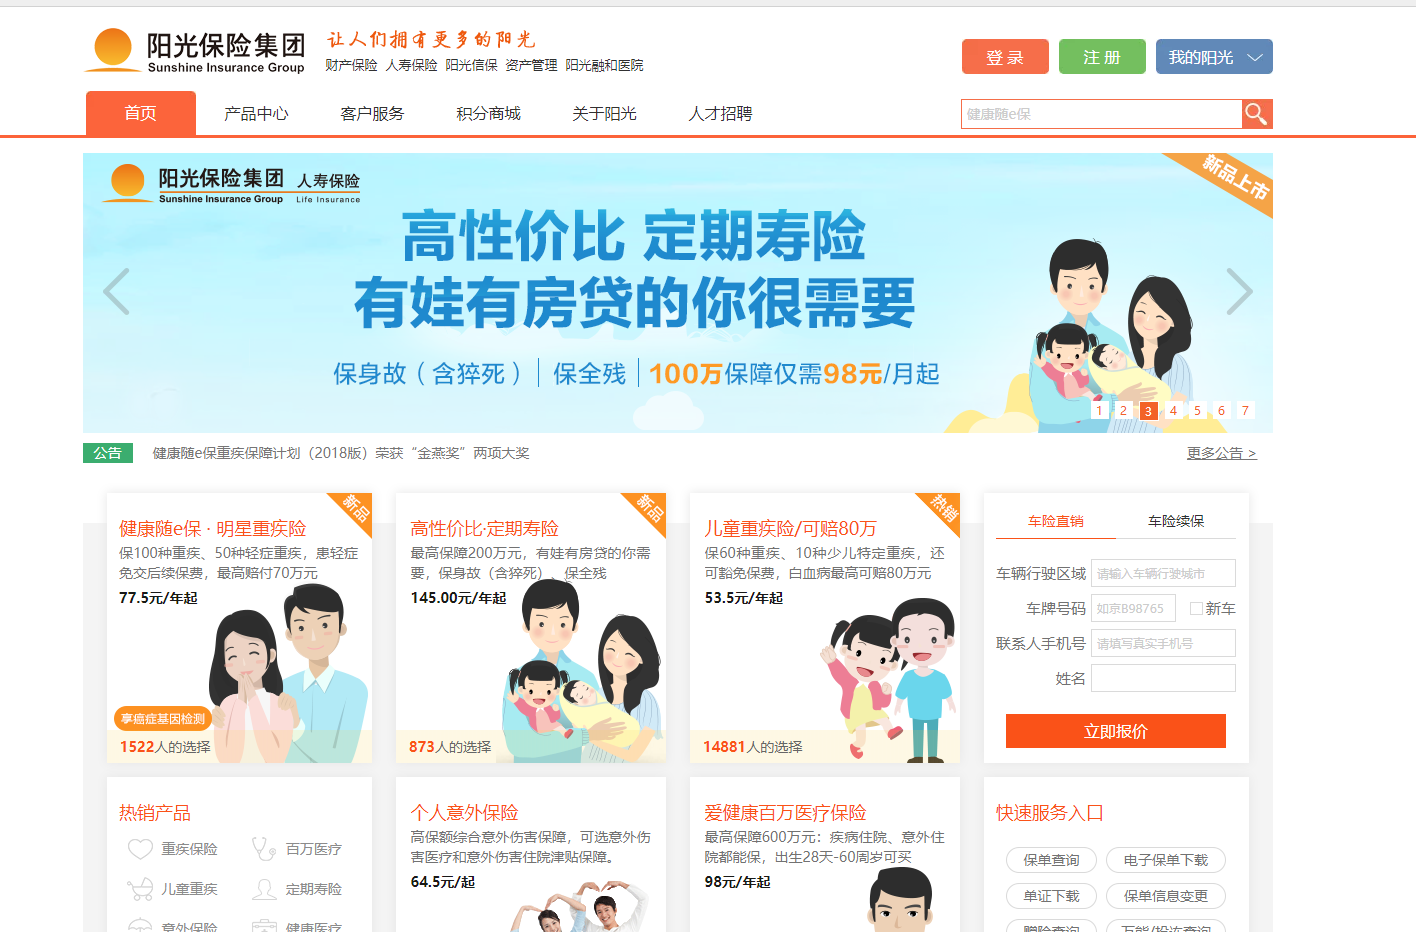 阳光保险集团
Sunshine Insurance Group
让人们拥有更多的阳光
财产保险 人寿保险 阳光信保 资产管理 阳光融和医院
登 录
注 册
我的阳光
首页
产品中心
客户服务
积分商城
关于阳光
人才招聘
健康随e保
阳光保险集团 人寿保险
Sunshine Insurance Group Life Insurance
新品上市
高性价比 定期寿险
有娃有房贷的你很需要
保身故（含猝死）｜保全残｜100万保障仅需98元/月起
1 2 3 4 5 6 7
公告
健康随e保重疾保障计划（2018版）荣获“金燕奖”两项大奖
更多公告 >
新品
健康随e保 · 明星重疾险
保100种重疾、50种轻症重疾，患轻症
免交后续保费，最高赔付70万元
77.5元/年起
享癌症基因检测
1522人的选择
新品
高性价比·定期寿险
最高保障200万元，有娃有房贷的你需
要，保身故（含猝死）、保全残
145.00元/年起
873人的选择
热销
儿童重疾险/可赔80万
保60种重疾、10种少儿特定重疾，还
可豁免保费，白血病最高可赔80万元
53.5元/年起
14881人的选择
车险直销
车险续保
车辆行驶区域 请输入车辆行驶城市
车牌号码 如京B98765 新车
联系人手机号 请填写真实手机号
姓名
立即报价
热销产品
重疾保险 百万医疗
儿童重疾 定期寿险
意外保险 健康医疗
个人意外保险
高保额综合意外伤害保障，可选意外伤
害医疗和意外伤害住院津贴保障。
64.5元/起
爱健康百万医疗保险
最高保障600万元：疾病住院、意外住
院都能保，出生28天-60周岁可买
98元/年起
快速服务入口
保单查询 电子保单下载
单证下载 保单信息变更
赠险查询 万能/投连查询